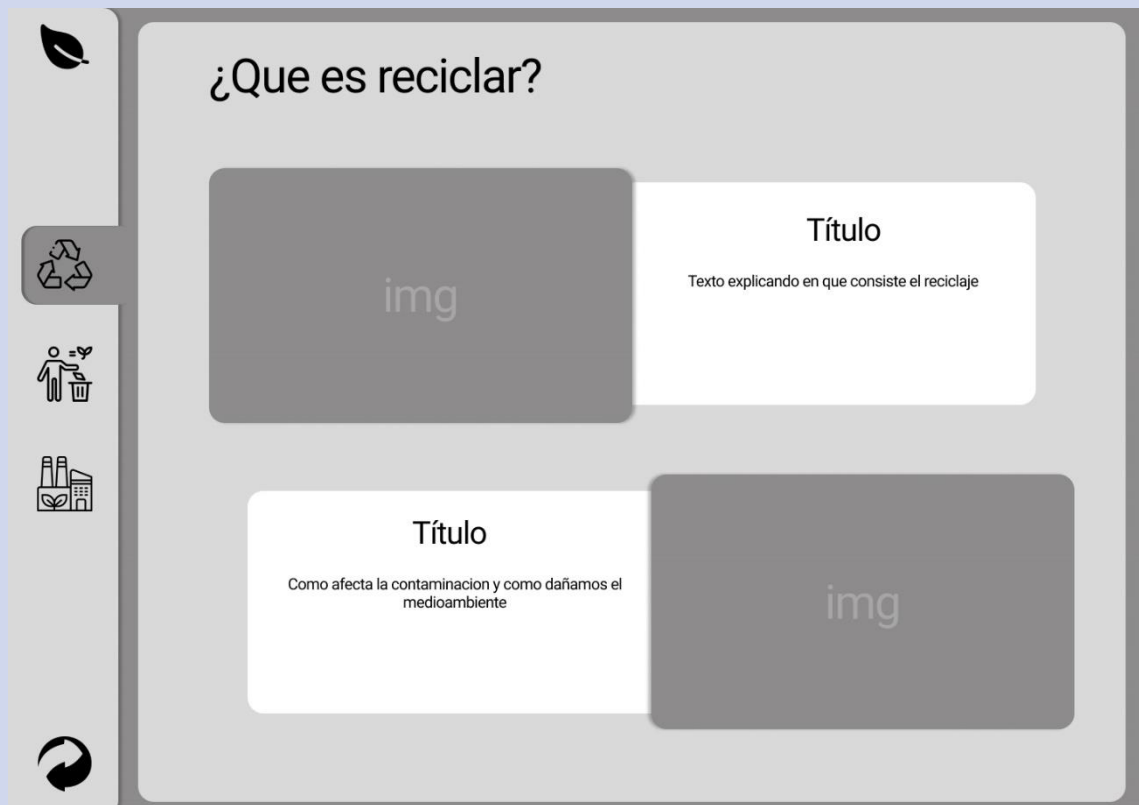 ¿Que es reciclar?
img
Título
Texto explicando en que consiste el reciclaje
Título
Como afecta la contaminacion y como dañamos el
medioambiente
img